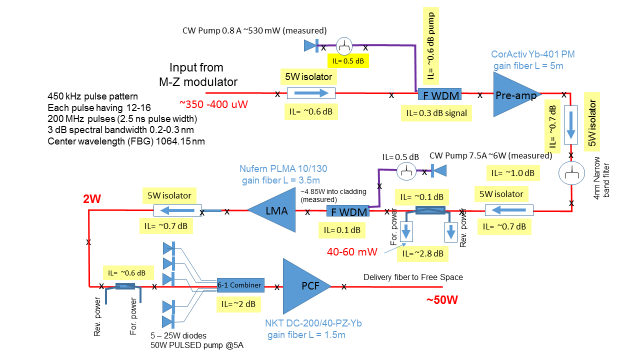 CW Pump 0.8 A ~530 mW (measured)
IL= ~0.6 dB pump
IL= 0.5 dB
CorActiv Yb-401 PM
gain fiber L = 5m
Input from
M-Z modulator
5W isolator
~350 -400 uW
F WDM
Pre-amp
450 kHz pulse pattern
Each pulse having 12-16
200 MHz pulses (2.5 ns pulse width)
3 dB spectral bandwidth 0.2-0.3 nm
Center wavelength (FBG) 1064.15nm
IL= ~0.6 dB
IL= 0.3 dB signal
IL= ~0.7 dB
5W isolator
IL=0.5 dB
CW Pump 7.5A ~6W (measured)
Nufern PLMA 10/130
gain fiber L = 3.5m
IL= ~1.0 dB
4nm Narrow
band filter
2W
5W isolator
~4.85W into cladding
(measured)
IL= ~0.1 dB
5W isolator
LMA
F WDM
For. power
Rev. power
IL= ~0.7 dB
IL= 0.1 dB
IL= ~0.7 dB
40-60 mW
IL= ~2.8 dB
IL= ~0.6 dB
6-1 Combiner
PCF
Delivery fiber to Free Space
~50W
IL=~2 dB
Rev. power
For. power
NKT DC-200/40-PZ-Yb
gain fiber L = 1.5m
5 – 25W diodes
50W PULSED pump @5A